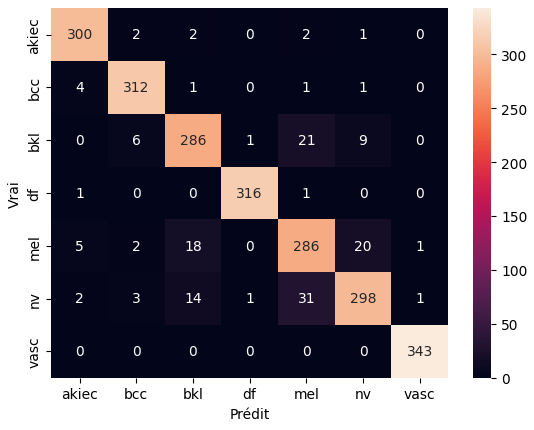 akiec 300 2 2 0 2 1 0
bcc 4 312 1 0 1 1 0
bkl 0 6 286 1 21 9 0
df 1 0 0 316 1 0 0
mel 5 2 18 0 286 20 1
nv 2 3 14 1 31 298 1
vasc 0 0 0 0 0 0 343
akiec bcc bkl df mel nv vasc
Prédit
Vrai
300
250
200
150
100
50
0